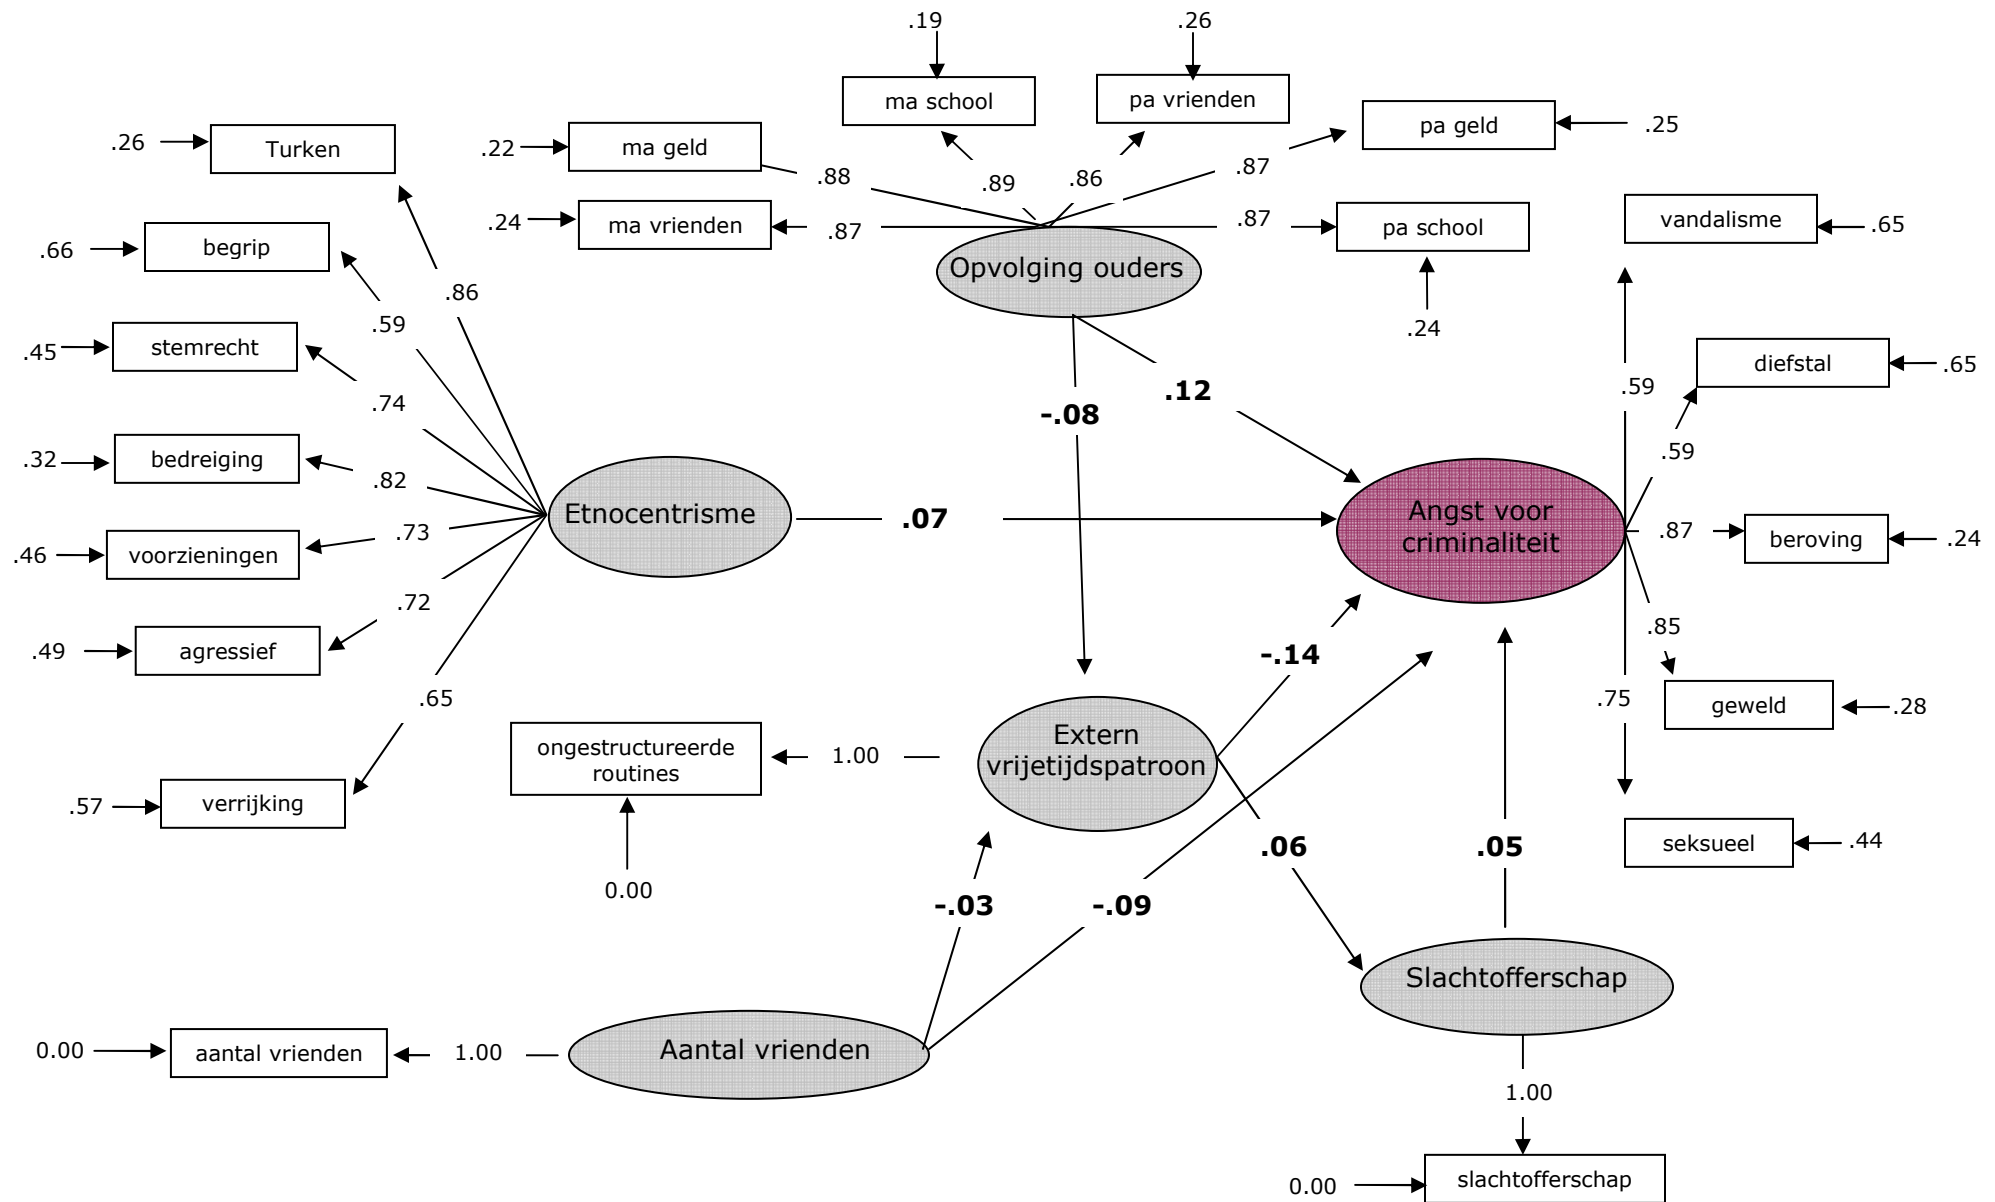 .19
.26
ma school
pa vrienden
pa geld
.25
.26
Turken
.22
ma geld
.88
.89
.86
.87
.24
ma vrienden
.87
.87
pa school
vandalisme
.65
.66
begrip
Opvolging ouders
.86
.59
.24
.45
stemrecht
diefstal
.65
.74
.12
-.08
.59
.59
.32
bedreiging
.82
Etnocentrisme
.07
Angst voor
criminaliteit
.87
beroving
.24
.46
voorzieningen
.73
.72
.49
agressief
.85
-.14
.65
.75
geweld
.28
ongestructureerde
routines
1.00
Extern
vrijetijdspatroon
.57
verrijking
.06
.05
seksueel
.44
0.00
-.03
-.09
Slachtofferschap
0.00
aantal vrienden
1.00
Aantal vrienden
1.00
0.00
slachtofferschap